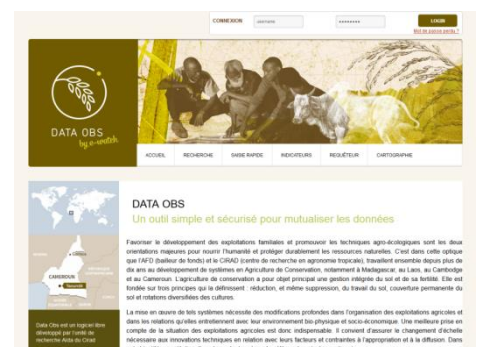 CONNEXION
LOGIN
Mot de passe perdu ?
DATA OBS
by e-watch
ACCUEIL RECHERCHE SAISIE RAPIDE INDICATEURS REQUÊTEUR CARTOGRAPHIE
DATA OBS
Un outil simple et sécurisé pour mutualiser les données
Favoriser le développement des exploitations familiales et promouvoir les techniques agro-écologiques sont les deux
orientations majeures pour nourrir l'humanité et protéger durablement les ressources naturelles. C'est dans cette optique
que l'AFD (bailleur de fonds) et le CIRAD (centre de recherche en agronomie tropicale), travaillent ensemble depuis plus de
dix ans au développement de systèmes en Agriculture de Conservation, notamment à Madagascar, au Laos, au Cambodge
et au Cameroun. L'agriculture de conservation a pour objet principal une gestion intégrée du sol et de sa fertilité. Elle est
fondée sur trois principes qui la définissent : réduction, et même suppression, du travail du sol, couverture permanente du
sol et rotations diversifiées des cultures.
La mise en œuvre de tels systèmes nécessite des modifications profondes dans l'organisation des exploitations agricoles et
dans les relations qu'elles entretiennent avec leur environnement bio-physique et socio-économique. Une meilleure prise en
compte de la situation des exploitations agricoles est donc indispensable. Il convient d'assurer le changement d'échelle
nécessaire aux innovations techniques en relation avec leurs facteurs et contraintes à l'appropriation et à la diffusion. Dans
CAMEROUN
Yaoundé
Data Obs est un logiciel libre
développé par l'unité de
recherche Aida du Cirad